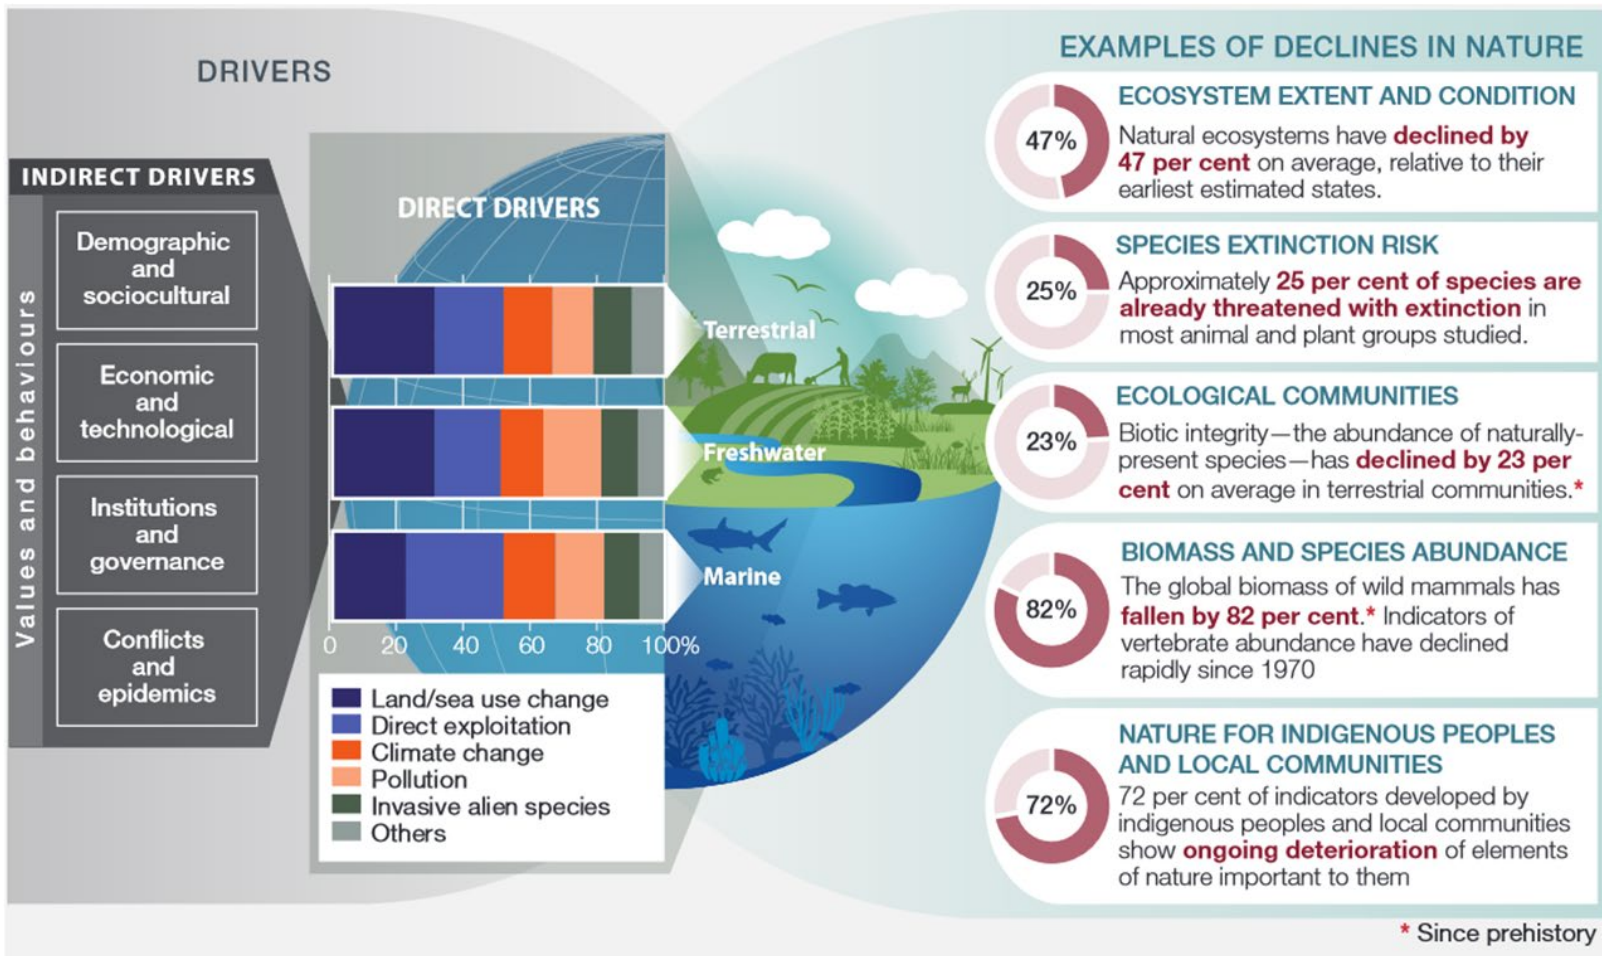 DRIVERS
INDIRECT DRIVERS
Values and behaviours
Demographic
and
sociocultural
Economic
and
technological
Institutions
and
governance
Conflicts
and
epidemics
DIRECT DRIVERS
Terrestrial
Freshwater
Marine
0 20 40 60 80 100%
Land/sea use change
Direct exploitation
Climate change
Pollution
Invasive alien species
Others
EXAMPLES OF DECLINES IN NATURE
47%
ECOSYSTEM EXTENT AND CONDITION
Natural ecosystems have declined by
47 per cent on average, relative to their
earliest estimated states.
25%
SPECIES EXTINCTION RISK
Approximately 25 per cent of species are
already threatened with extinction in
most animal and plant groups studied.
23%
ECOLOGICAL COMMUNITIES
Biotic integrity—the abundance of naturally-
present species—has declined by 23 per
cent on average in terrestrial communities.*
82%
BIOMASS AND SPECIES ABUNDANCE
The global biomass of wild mammals has
fallen by 82 per cent.* Indicators of
vertebrate abundance have declined
rapidly since 1970
72%
NATURE FOR INDIGENOUS PEOPLES
AND LOCAL COMMUNITIES
72 per cent of indicators developed by
indigenous peoples and local communities
show ongoing deterioration of elements
of nature important to them
* Since prehistory